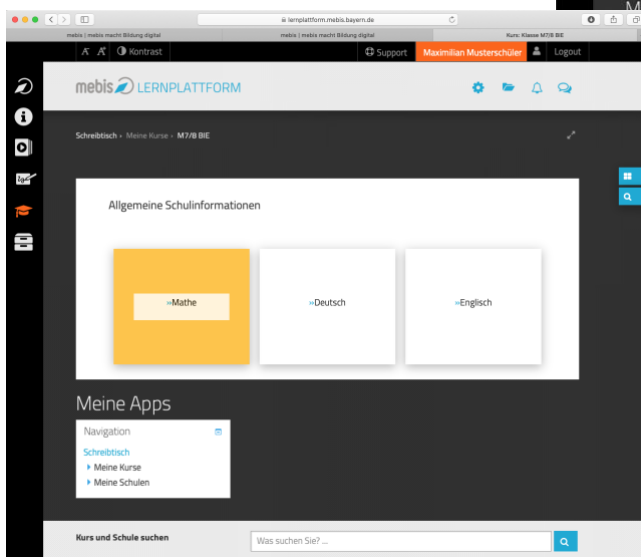 M
lernplattform.mebis.bayern.de
mebis | mebis macht Bildung digital
mebis | mebis macht Bildung digital
Kurs: Klasse M7/8 BIE
A A Kontrast
Support
Maximilian Musterschüler
Logout
mebis LERNPLATTFORM
Schreibtisch › Meine Kurse › M7/8 BIE
Allgemeine Schulinformationen
»Mathe
»Deutsch
»Englisch
Meine Apps
Navigation
Schreibtisch
Meine Kurse
Meine Schulen
Kurs und Schule suchen
Was suchen Sie? ...